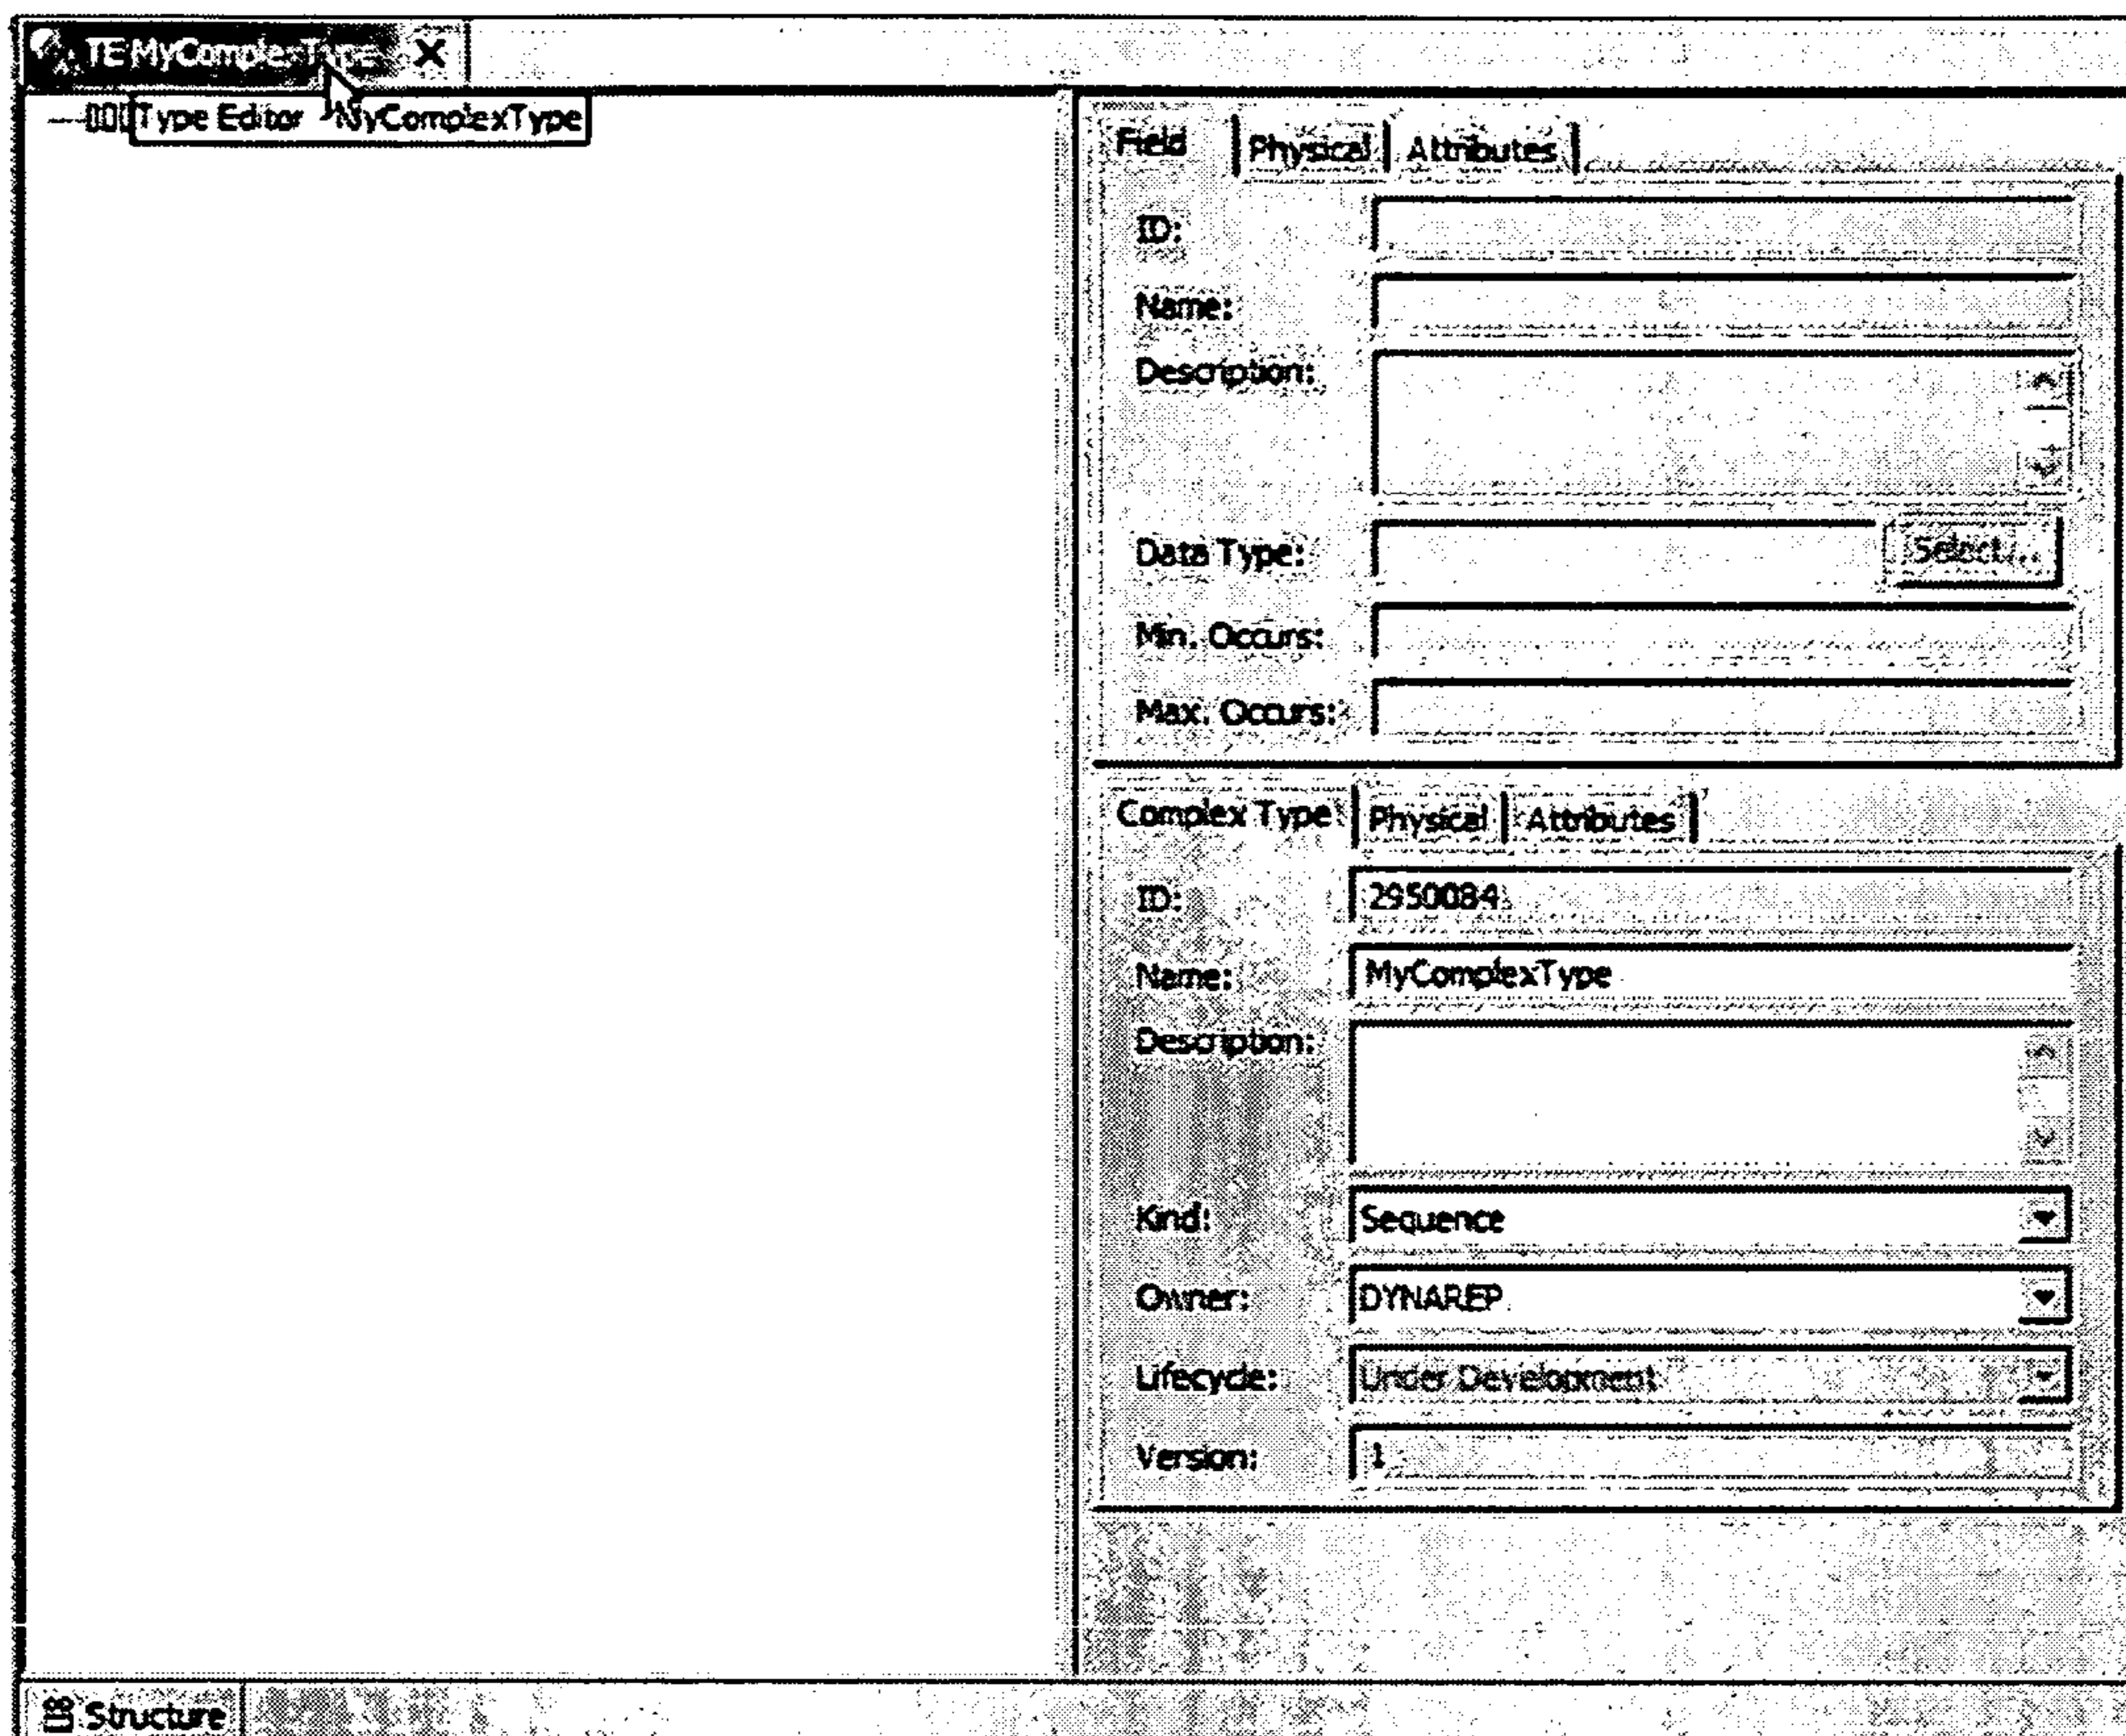 TE MyComplexType X
Type Editor - MyComplexType
Field Physical Attributes
ID:
Name:
Description:
Data Type: Select...
Min. Occurs:
Max. Occurs:
Complex Type Physical Attributes
ID: 2950084
Name: MyComplexType
Description:
Kind: Sequence
Owner: DYNAREP
Lifecycle: Under Development
Version: 1
Structure